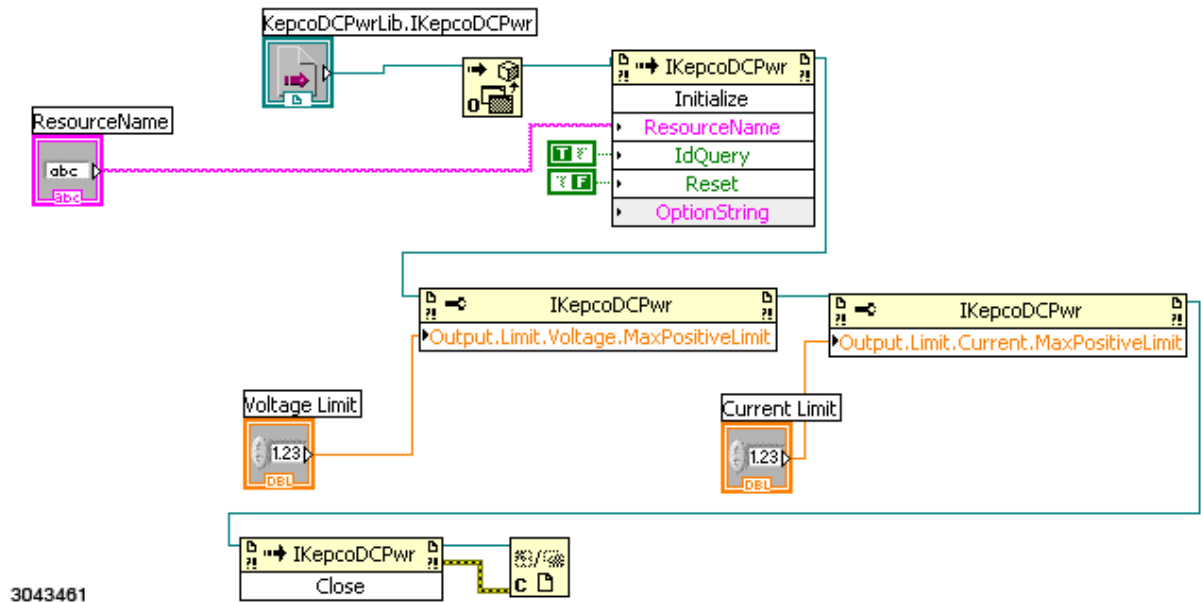 KepcoDCPwrLib.IKepcoDCPwr
IKepcoDCPwr
Initialize
ResourceName
abc
abc
ResourceName
T
IdQuery
F
Reset
OptionString
IKepcoDCPwr
Output.Limit.Voltage.MaxPositiveLimit
IKepcoDCPwr
Output.Limit.Current.MaxPositiveLimit
Voltage Limit
1.23
DBL
Current Limit
1.23
DBL
IKepcoDCPwr
Close
C
3043461